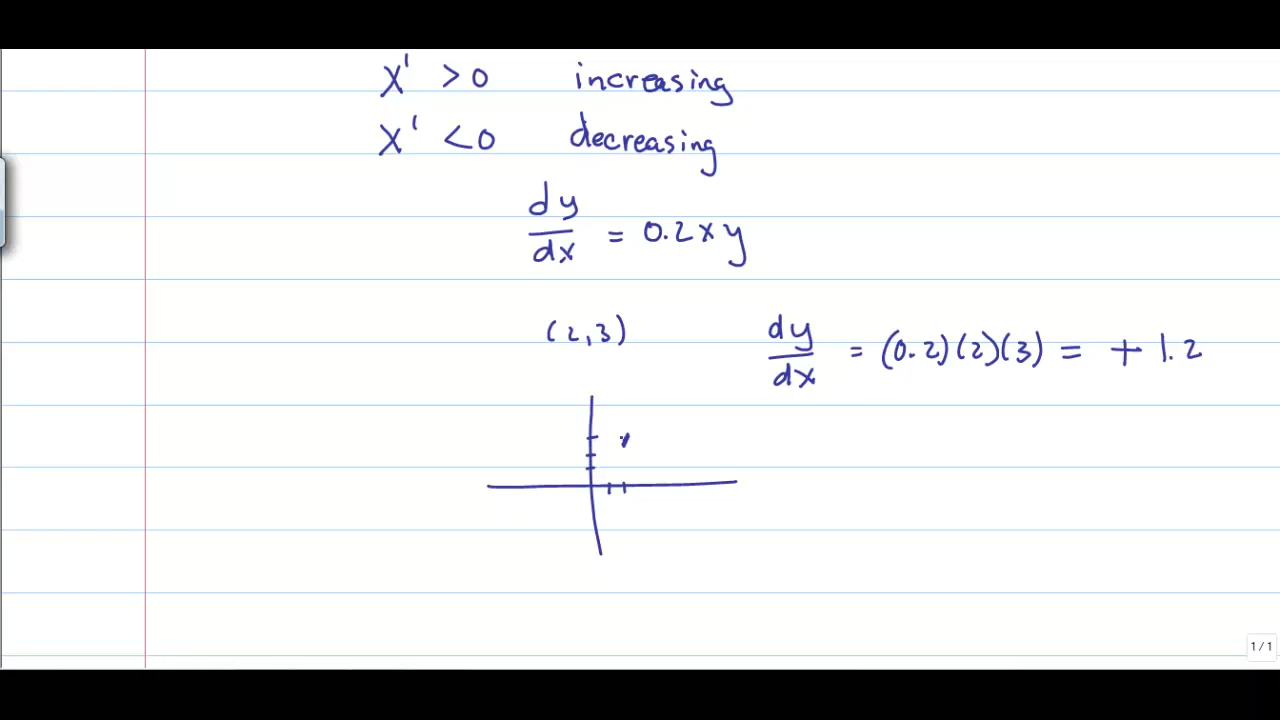 X' > 0 increasing
X' < 0 decreasing
dy/dx = 0.2xy
(2,3) dy/dx = (0.2)(2)(3) = + 1.2
1 / 1